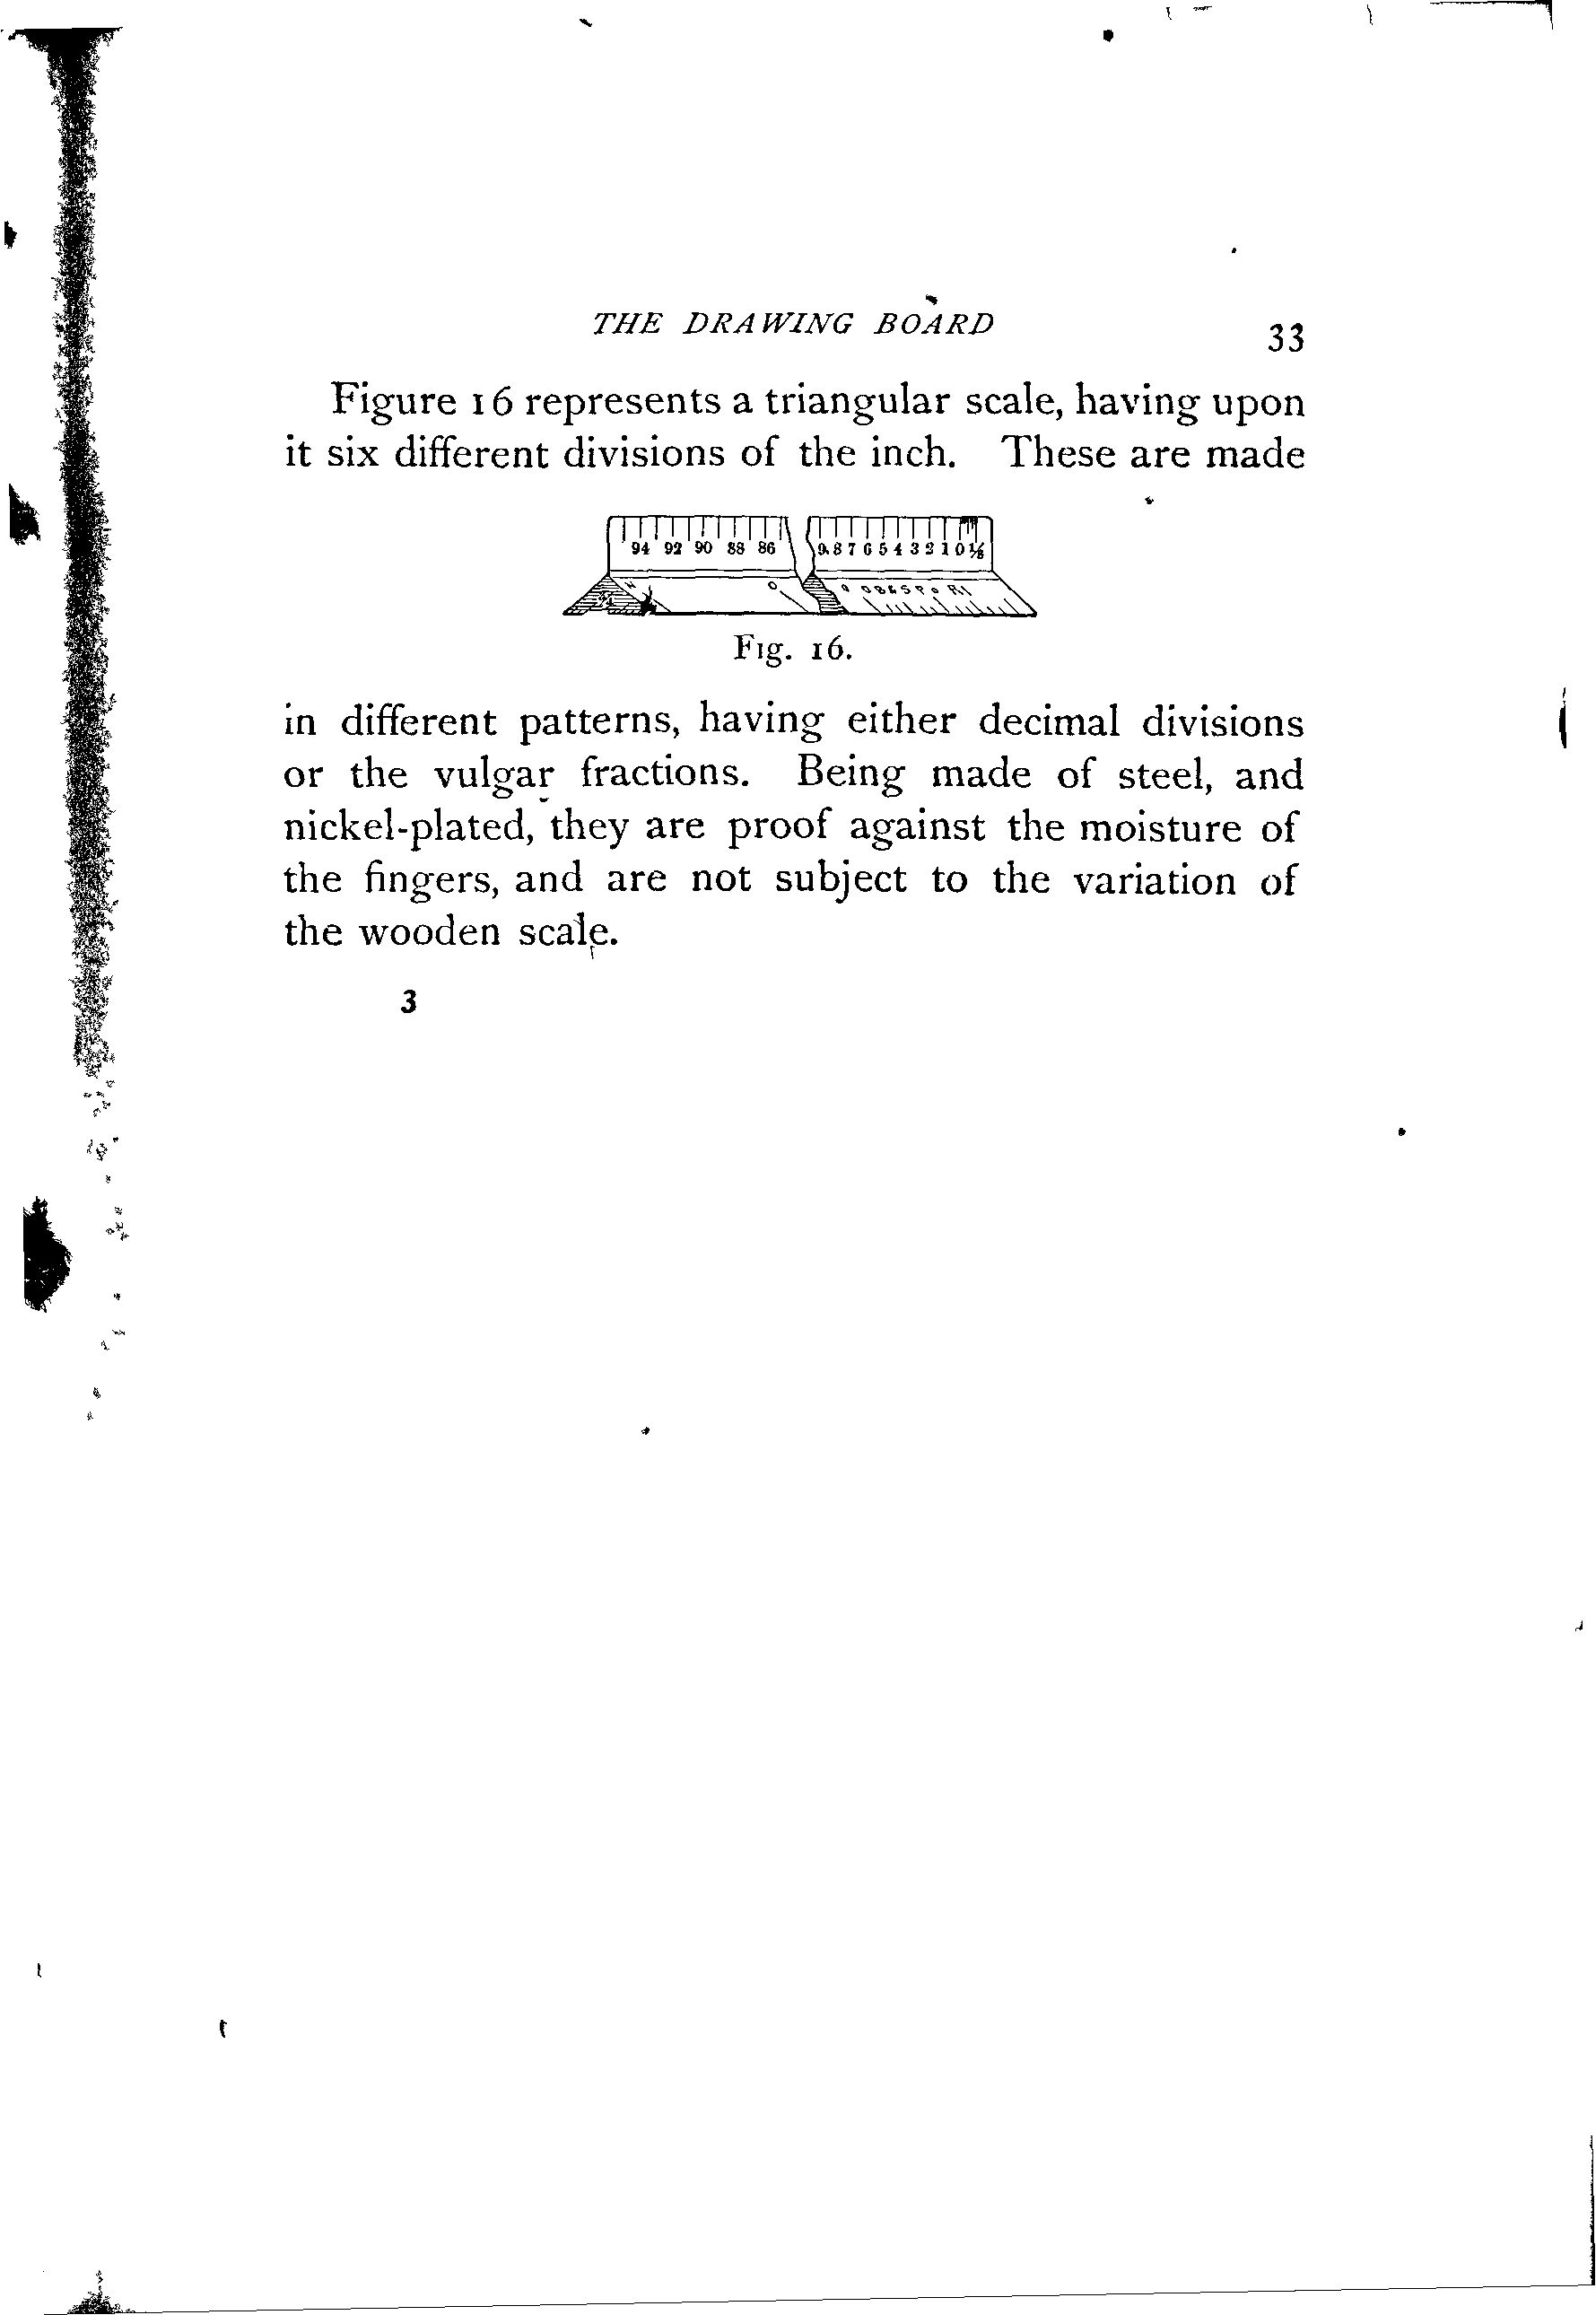 THE DRAWING BOARD
33
Figure 16 represents a triangular scale, having upon
it six different divisions of the inch. These are made
94 92 90 88 86 9 8 7 6 5 4 3 2 1 0 ⅛
Fig. 16.
in different patterns, having either decimal divisions
or the vulgar fractions. Being made of steel, and
nickel-plated, they are proof against the moisture of
the fingers, and are not subject to the variation of
the wooden scale.
3